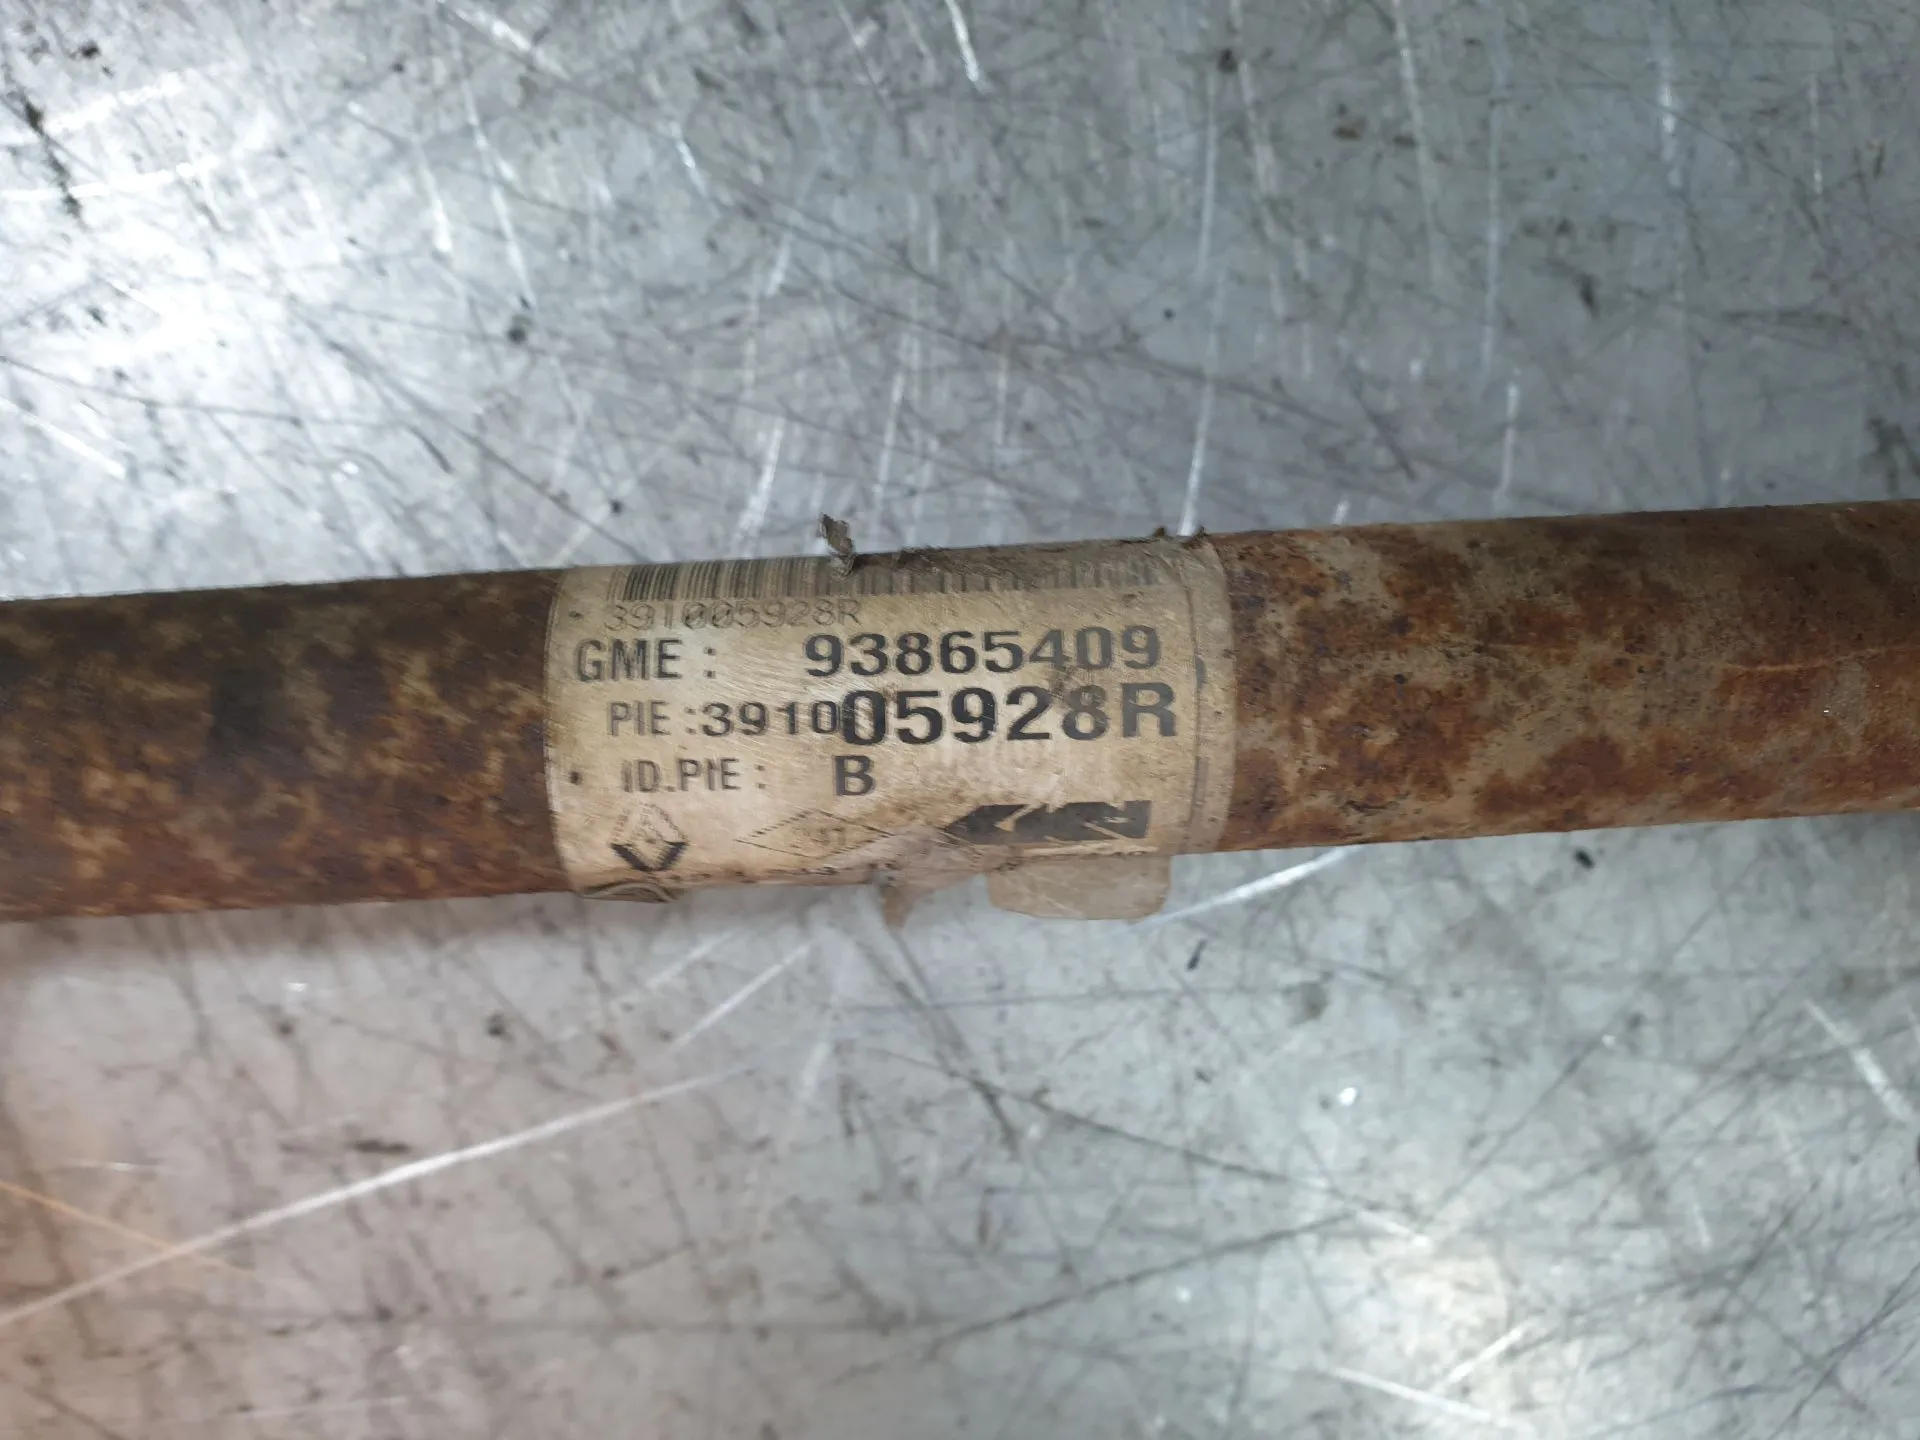 391005928R
GME : 93865409
PIE :391005928R
ID.PIE : B